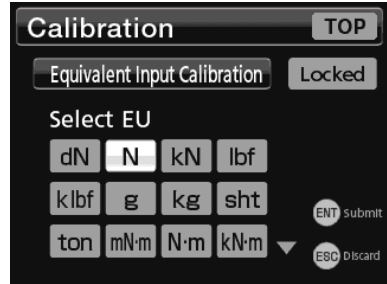 Calibration TOP
Equivalent Input Calibration Locked
Select EU
dN N kN lbf
klbf g kg sht
ENT Submit
ton mN·m N·m kN·m
ESC Discard